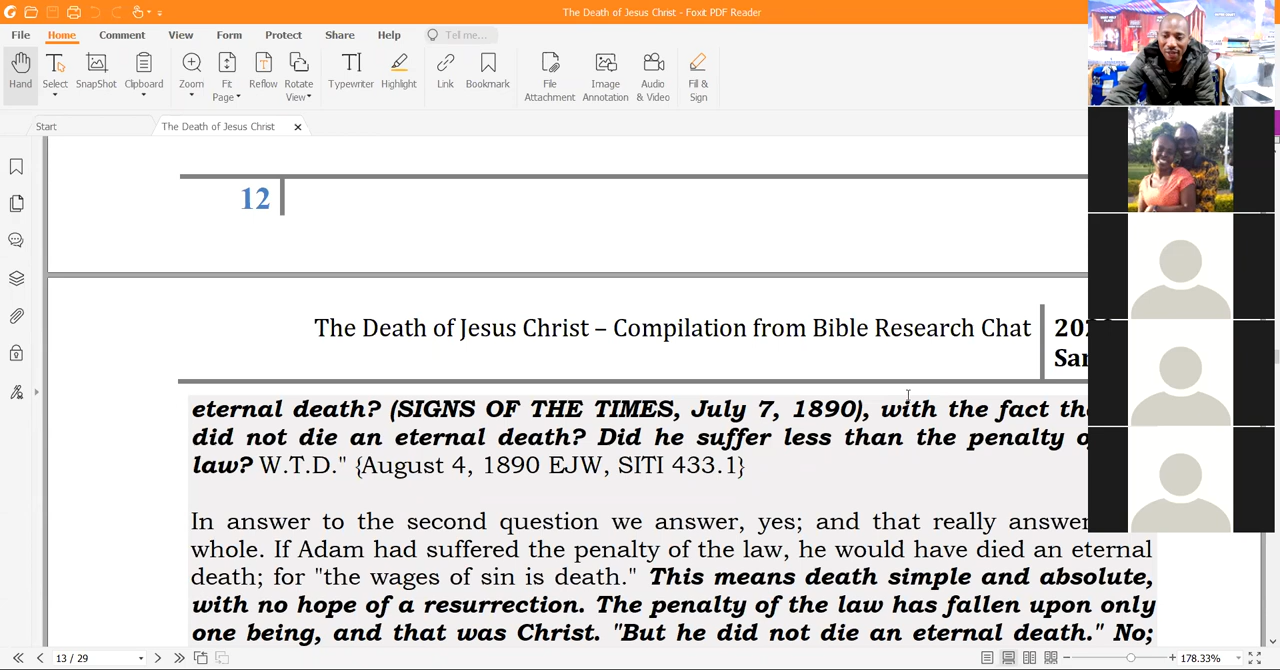 The Death of Jesus Christ - Foxit PDF Reader
File Home Comment View Form Protect Share Help Tell me...
Hand Select SnapShot Clipboard Zoom Fit Page Reflow Rotate View Typewriter Highlight Link Bookmark File Attachment Image Annotation Audio & Video Fill & Sign
Start The Death of Jesus Christ
12
The Death of Jesus Christ – Compilation from Bible Research Chat
eternal death? (SIGNS OF THE TIMES, July 7, 1890), with the fact
did not die an eternal death? Did he suffer less than the penalty
law? W.T.D." {August 4, 1890 EJW, SITI 433.1}
In answer to the second question we answer, yes; and that really
whole. If Adam had suffered the penalty of the law, he would have died an eternal
death; for "the wages of sin is death." This means death simple and absolute,
with no hope of a resurrection. The penalty of the law has fallen upon only
one being, and that was Christ. "But he did not die an eternal death." No;
13 / 29 178.33%